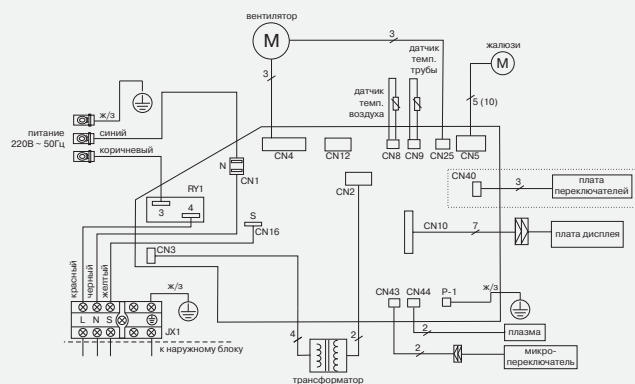 вентилятор
M
3
3
датчик
темп.
трубы
жалюзи
M
датчик
темп.
воздуха
5 (10)
ж/з
питание
220В ~ 50Гц
синий
коричневый
N
CN1
CN4
CN12
CN8
CN9
CN25
CN5
RY1
3
4
CN2
S
CN16
CN3
CN40
3
плата
переключателей
CN10
7
плата дисплея
красный
черный
желтый
ж/з
L
N
S
JX1
к наружному блоку
4
2
трансформатор
CN43
CN44
P-1
ж/з
2
плазма
2
микро-
переключатель